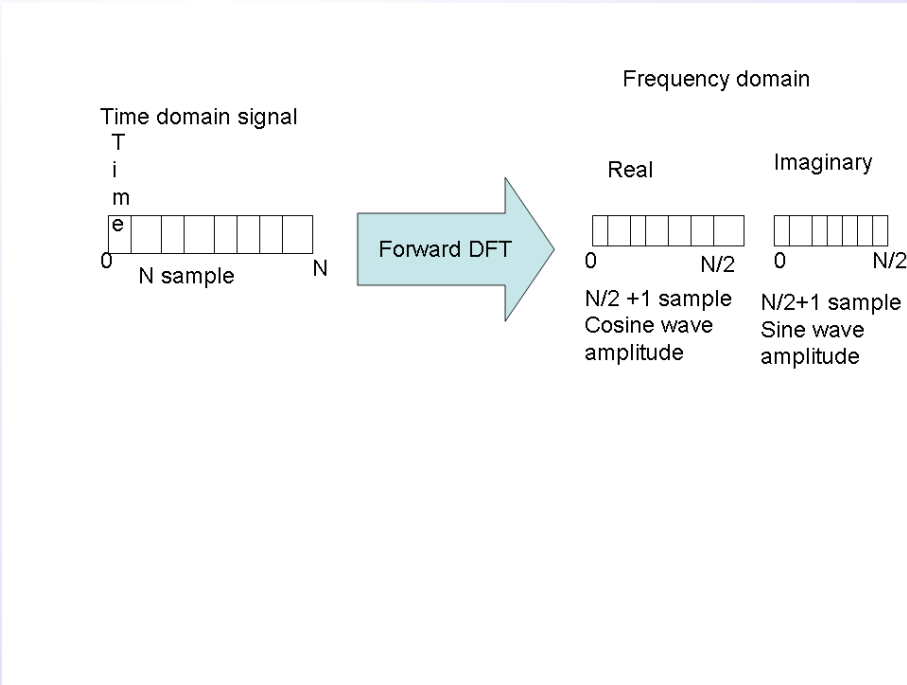 Frequency domain
Time domain signal
T
i
m
e
0
N sample
N
Forward DFT
Real
0
N/2
N/2 +1 sample
Cosine wave
amplitude
Imaginary
0
N/2
N/2+1 sample
Sine wave
amplitude